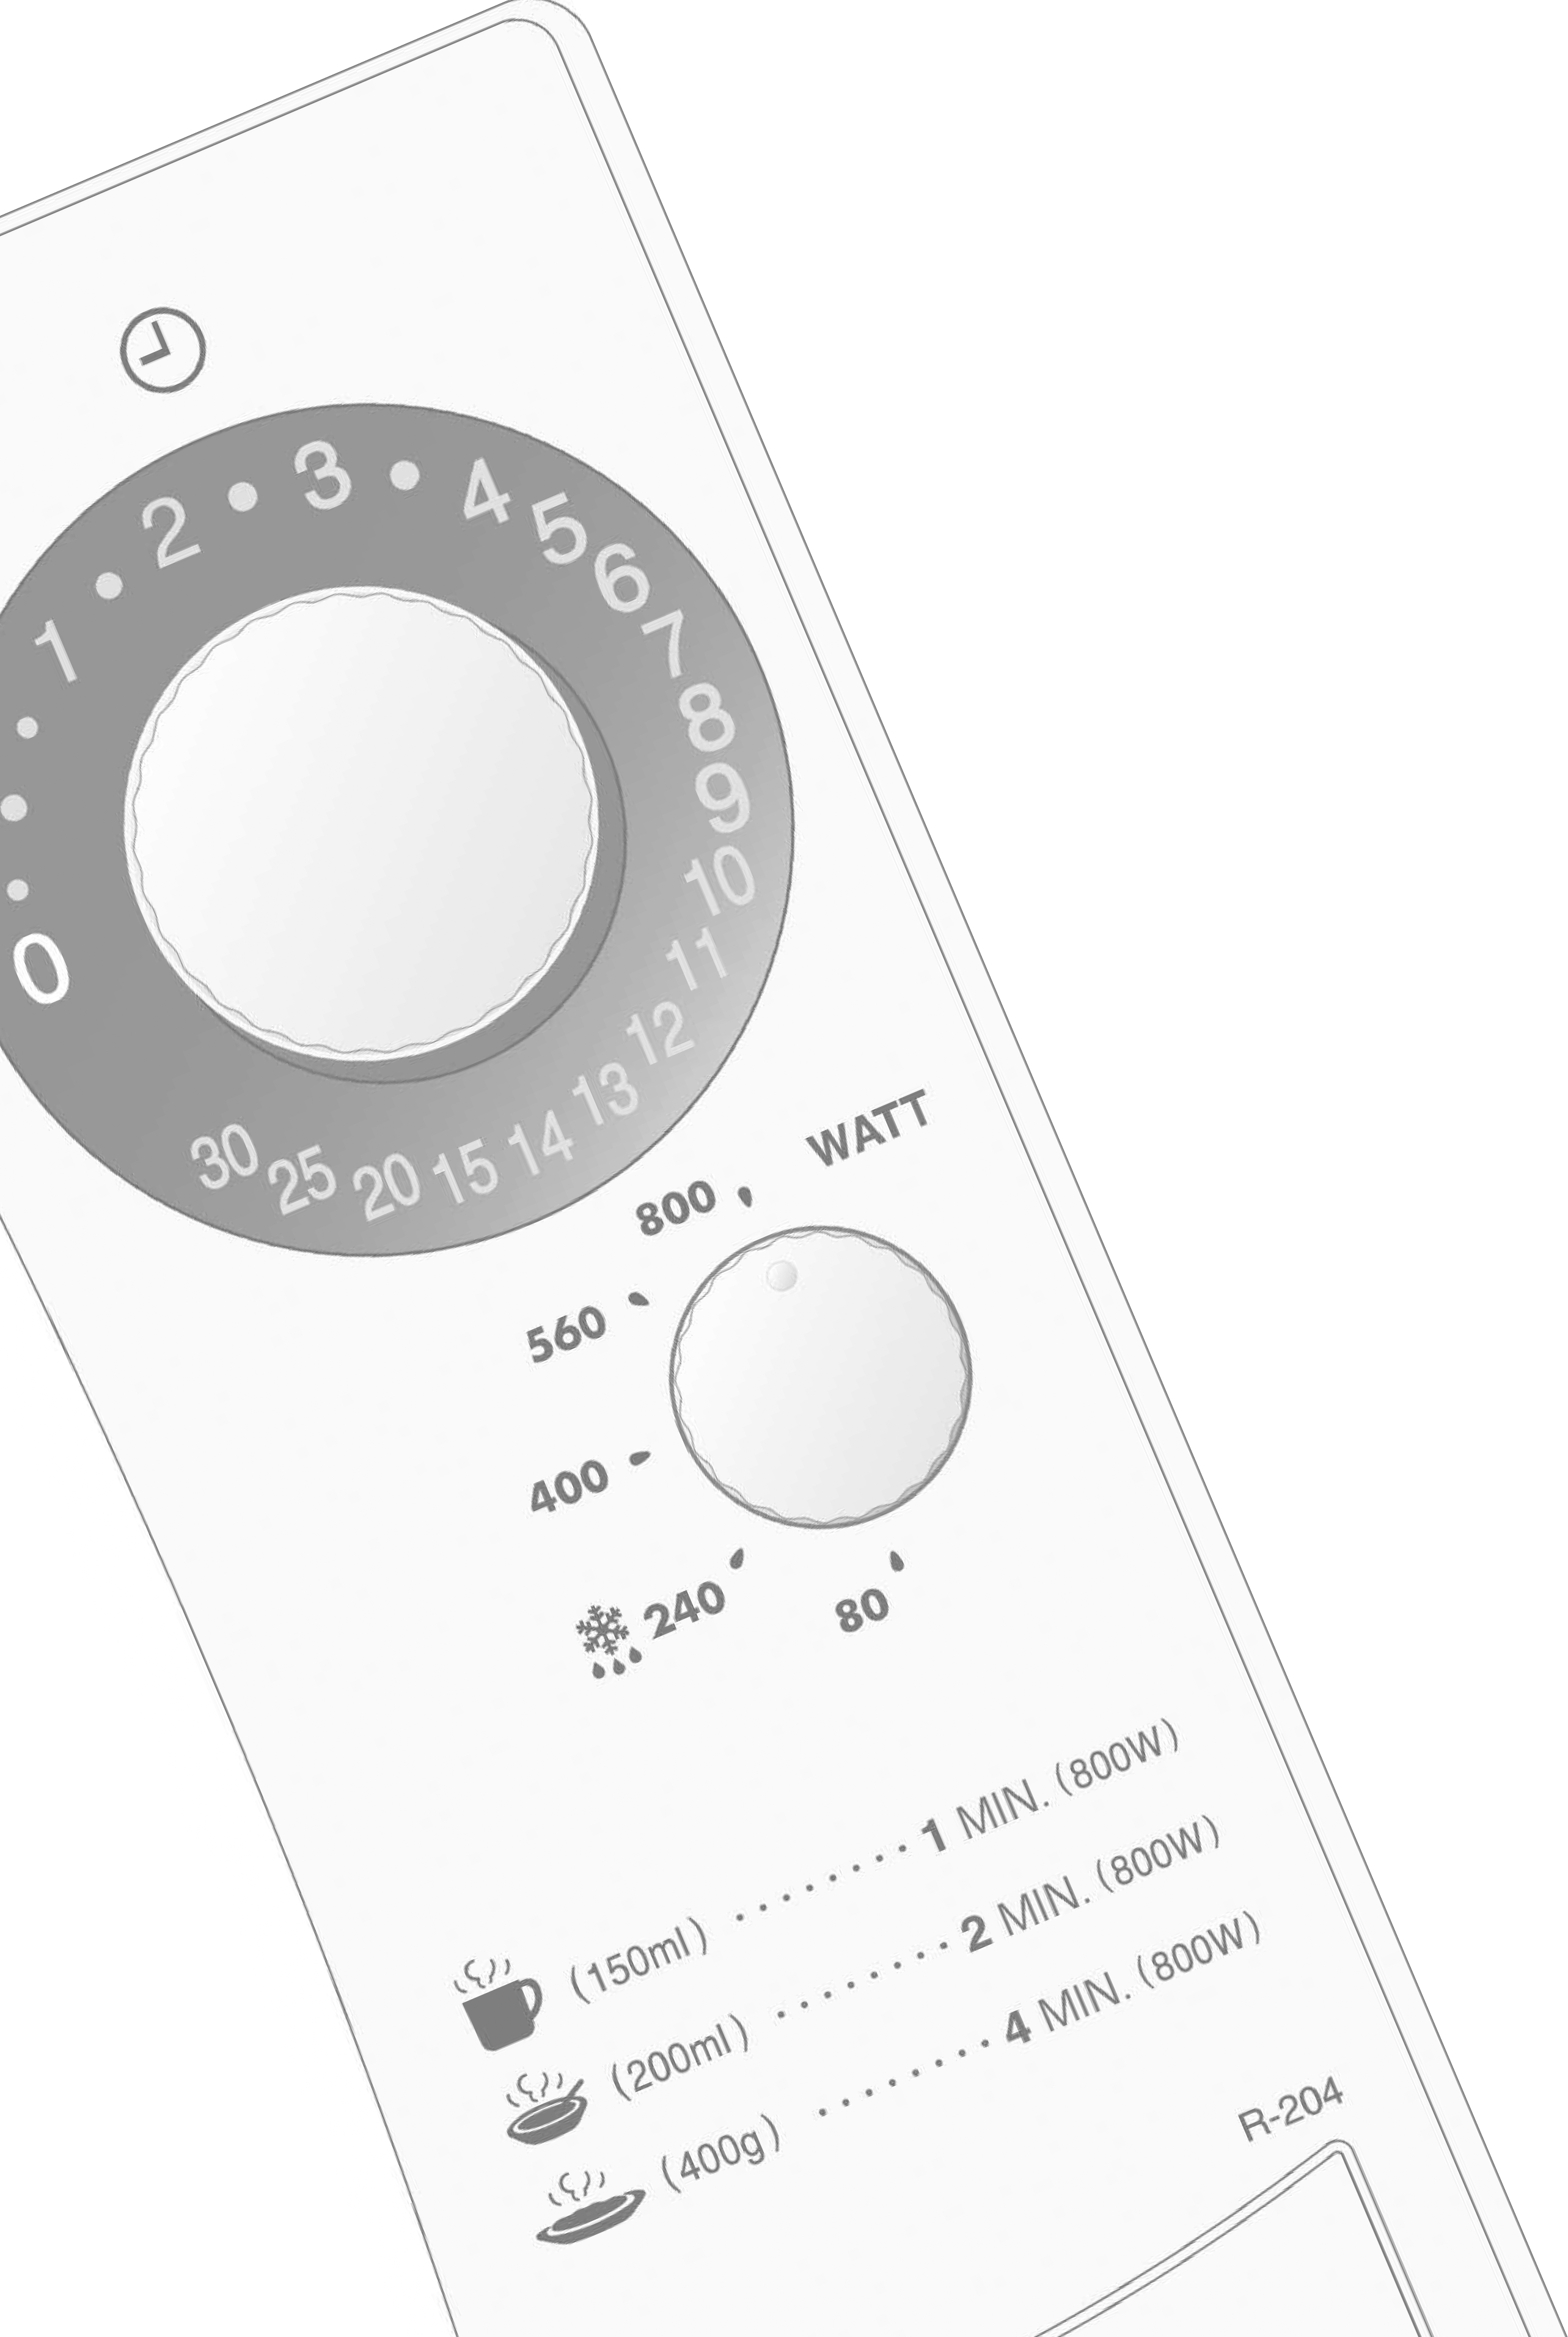 0
1 • 2 • 3 • 4 5 6 7 8 9 10 11 12 13 14 15 20 25 30
WATT
800
560
400
240
80
(150ml) ········ 1 MIN. (800W)
(200ml) ········ 2 MIN. (800W)
(400g) ········ 4 MIN. (800W)
R-204